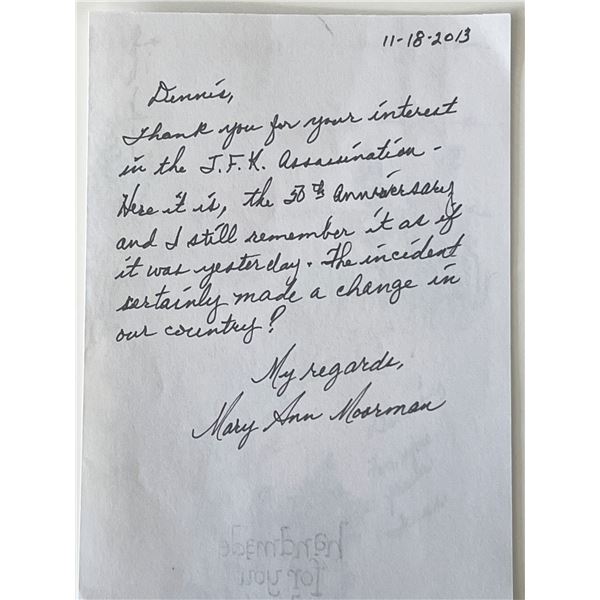 11-18-2013
Dennis,
Thank you for your interest
in the J.F.K. Assasination -
Here it is, the 50th anniversary
and I still remember it as if
it was yesterday. The incident
certainly made a change in
our country!
My regards,
Mary Ann Moorman
handmade
for you